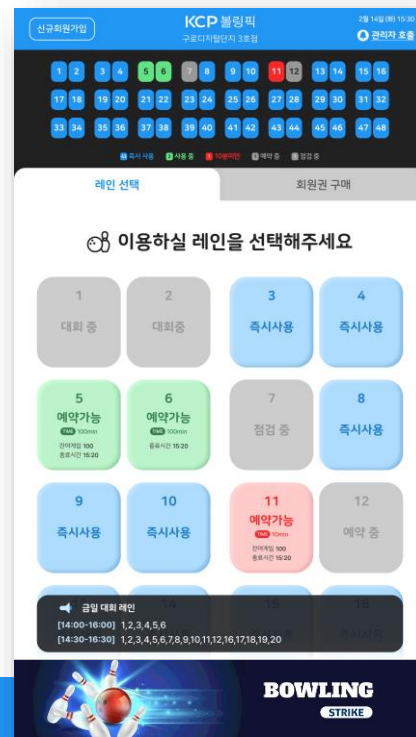 신규회원가입
KCP 볼링픽
구로디지털단지 3호점
2월 14일 (화) 15:30
관리자 호출
1 2 3 4 5 6 7 8 9 10 11 12 13 14 15 16
17 18 19 20 21 22 23 24 25 26 27 28 29 30 31 32
33 34 35 36 37 38 39 40 41 42 43 44 45 46 47 48
즉시 사용 사용 중 10분미만 예약 중 점검 중
레인 선택
회원권 구매
이용하실 레인을 선택해주세요
1
대회 중
2
대회중
3
즉시사용
4
즉시사용
5
예약가능
TIME 100min
잔여게임 100
종료시간 15:20
6
예약가능
TIME 100min
종료시간 15:20
7
점검 중
8
즉시사용
9
즉시사용
10
즉시사용
11
예약가능
TIME 10min
잔여게임 100
종료시간 15:20
12
예약 중
14
15
16
금일 대회 레인
[14:00-16:00] 1,2,3,4,5,6
[14:30-16:30] 1,2,3,4,5,6,7,8,9,10,11,12,16,17,18,19,20
BOWLING
STRIKE